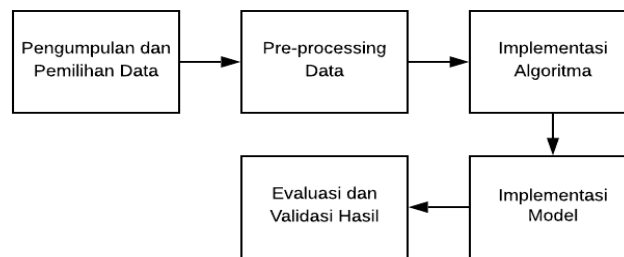 Pengumpulan dan
Pemilihan Data
Pre-processing
Data
Implementasi
Algoritma
Implementasi
Model
Evaluasi dan
Validasi Hasil